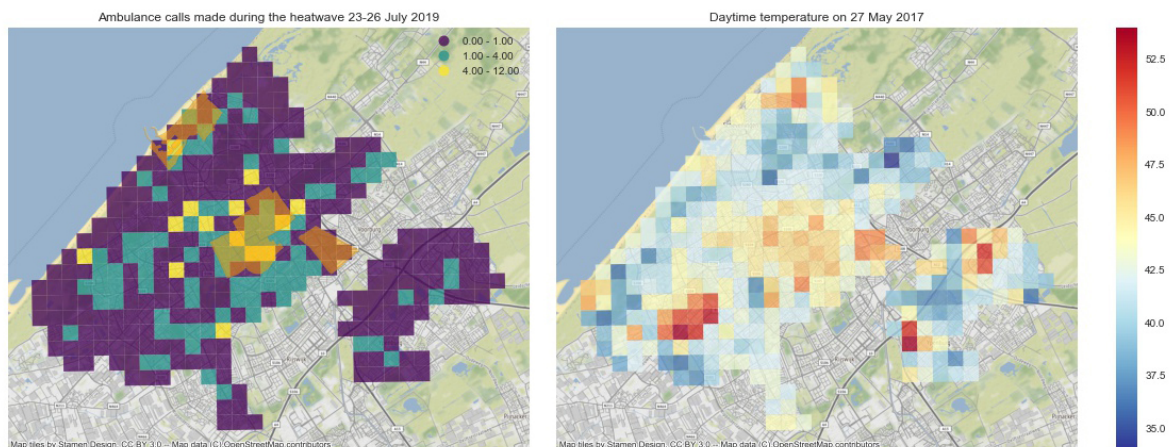 Ambulance calls made during the heatwave 23-26 July 2019
0.00 - 1.00
1.00 - 4.00
4.00 - 12.00
Map tiles by Stamen Design, CC BY 3.0 -- Map data (C) OpenStreetMap contributors
Daytime temperature on 27 May 2017
Map tiles by Stamen Design, CC BY 3.0 -- Map data (C) OpenStreetMap contributors
52.5
50.0
47.5
45.0
42.5
40.0
37.5
35.0